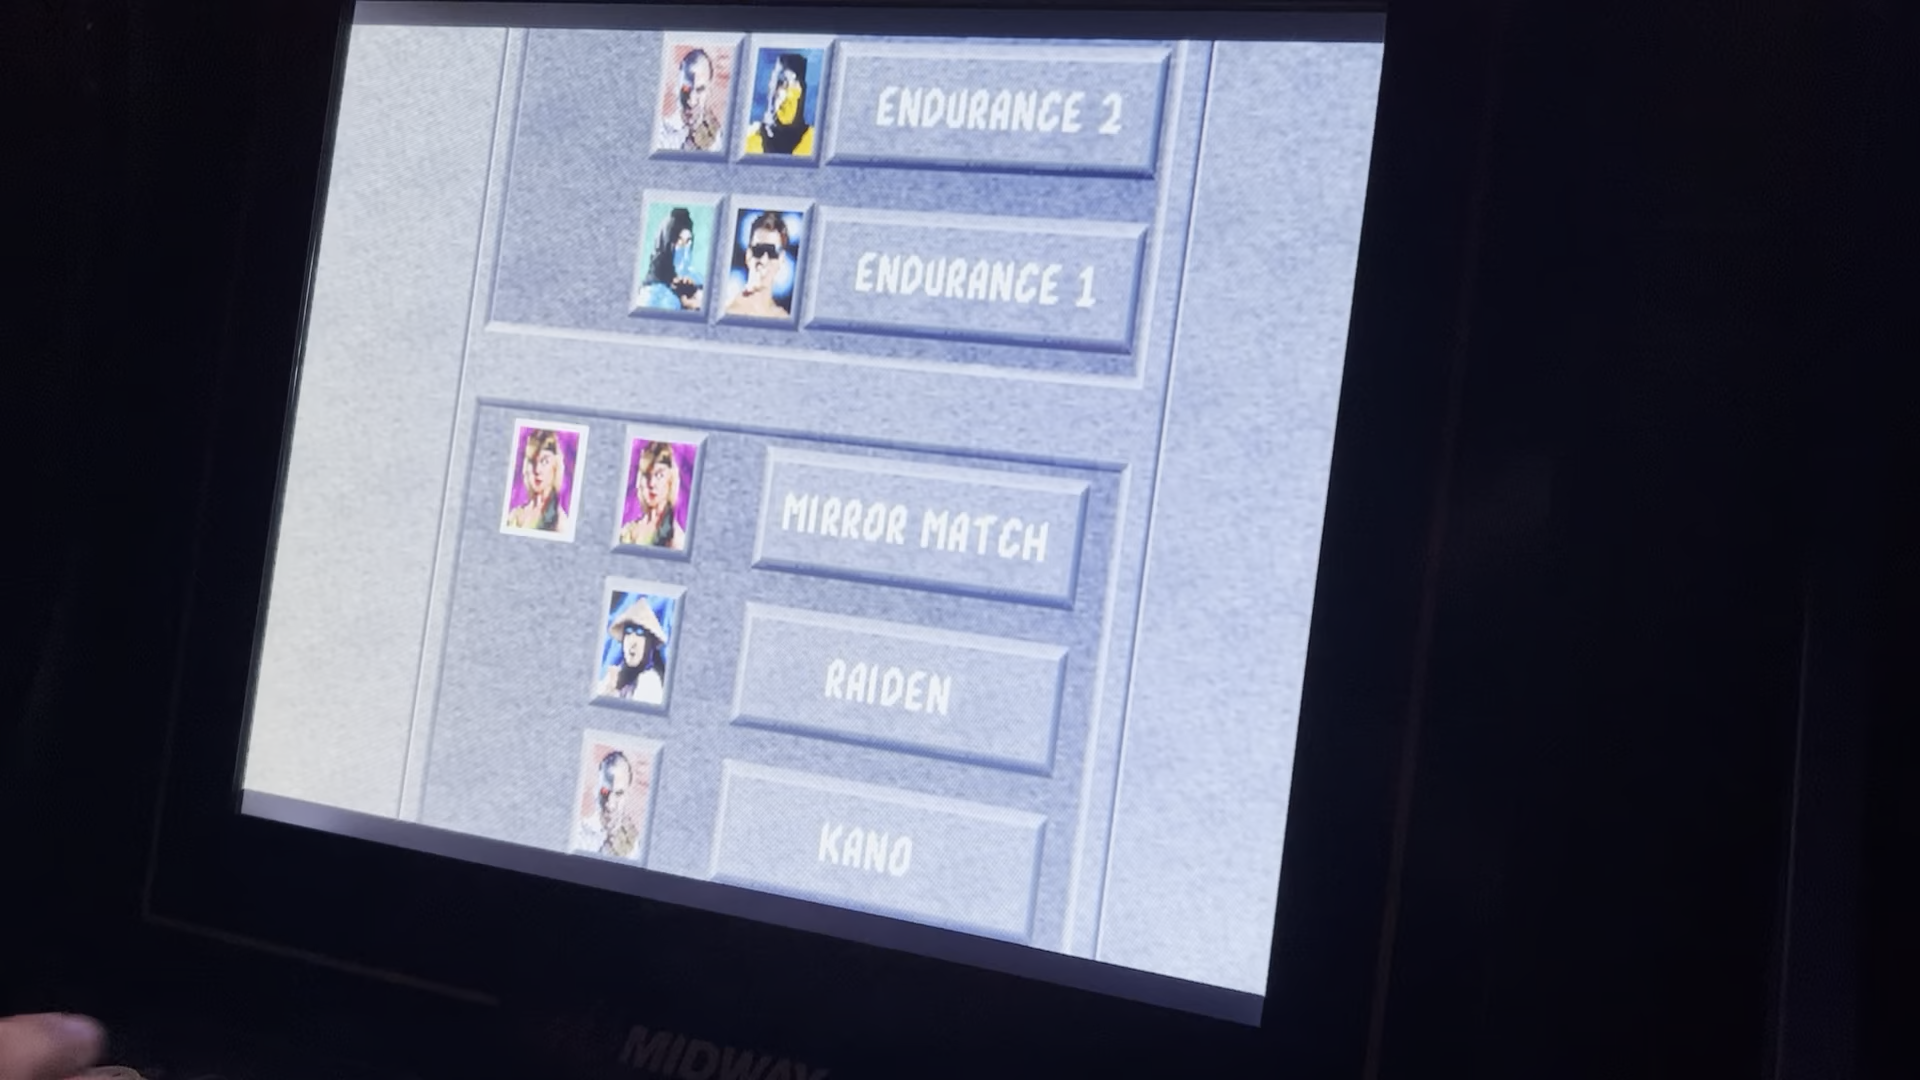 ENDURANCE 2
ENDURANCE 1
MIRROR MATCH
RAIDEN
KANO
MIDWAY